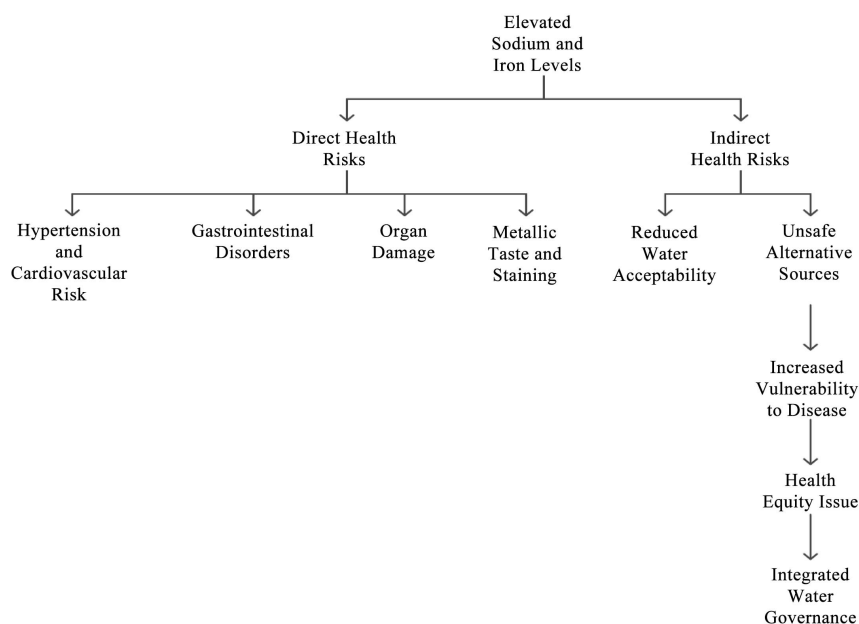 Elevated
Sodium and
Iron Levels
Direct Health
Risks
Indirect
Health Risks
Hypertension
and
Cardiovascular
Risk
Gastrointestinal
Disorders
Organ
Damage
Metallic
Taste and
Staining
Reduced
Water
Acceptability
Unsafe
Alternative
Sources
Increased
Vulnerability
to Disease
Health
Equity Issue
Integrated
Water
Governance